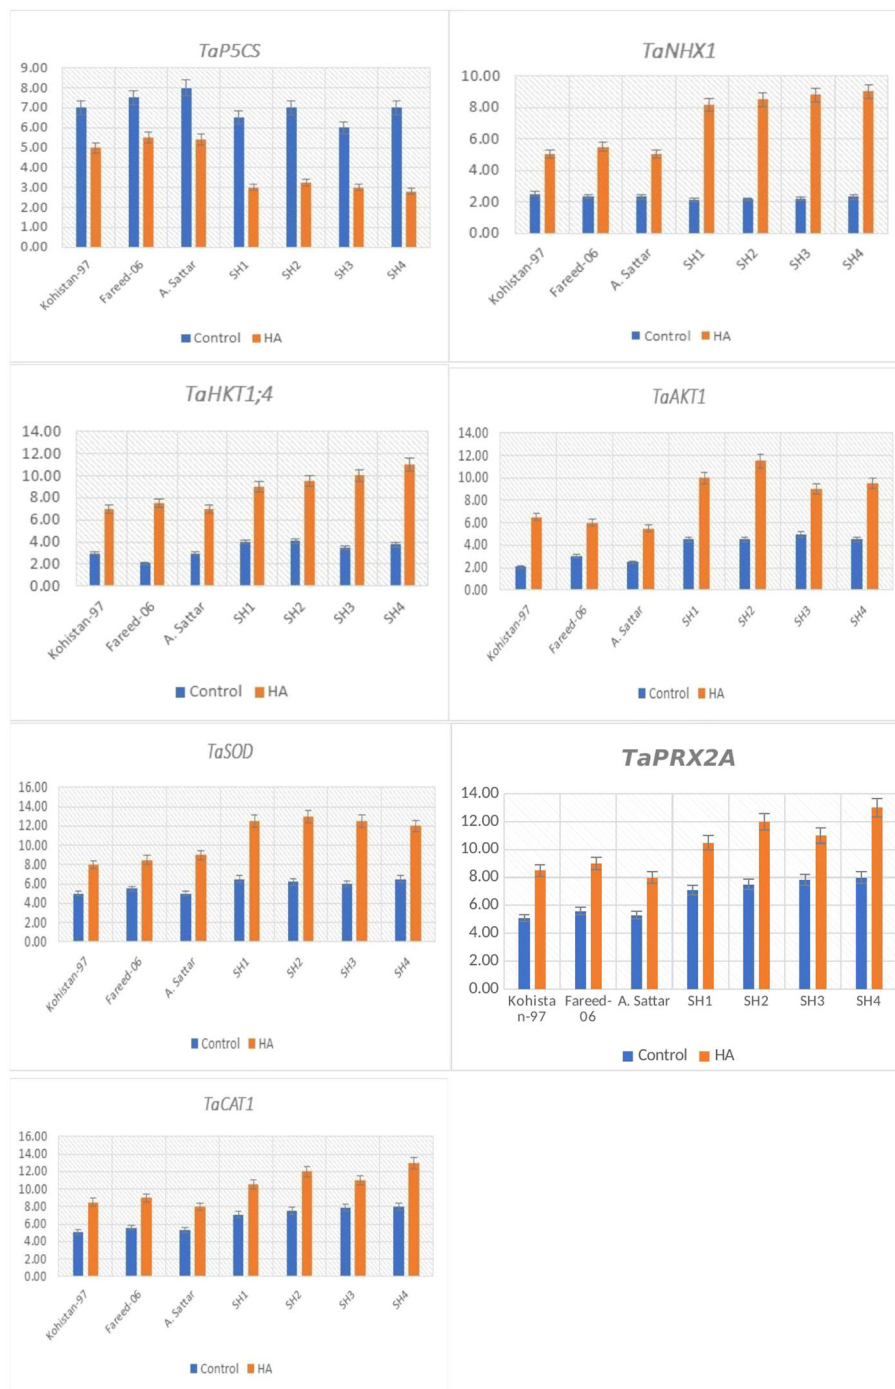 TaP5CS
9.00
8.00
7.00
6.00
5.00
4.00
3.00
2.00
1.00
0.00
Kohistan-97
Fareed-06
A. Sattar
SH1
SH2
SH3
SH4
Control HA
TaNHX1
10.00
8.00
6.00
4.00
2.00
0.00
Kohistan-97
Fareed-06
A. Sattar
SH1
SH2
SH3
SH4
Control HA
TaHKT1;4
14.00
12.00
10.00
8.00
6.00
4.00
2.00
0.00
Kohistan-97
Fareed-06
A. Sattar
SH1
SH2
SH3
SH4
Control HA
TaAKT1
14.00
12.00
10.00
8.00
6.00
4.00
2.00
0.00
Kohistan-97
Fareed-06
A. Sattar
SH1
SH2
SH3
SH4
Control HA
TaSOD
16.00
14.00
12.00
10.00
8.00
6.00
4.00
2.00
0.00
Kohistan-97
Fareed-06
A. Sattar
SH1
SH2
SH3
SH4
Control HA
TaPRX2A
14.00
12.00
10.00
8.00
6.00
4.00
2.00
0.00
Kohista Fareed- A. Sattar SH1 SH2 SH3 SH4
n-97 06
Control HA
TaCAT1
16.00
14.00
12.00
10.00
8.00
6.00
4.00
2.00
0.00
Kohistan-97
Fareed-06
A. Sattar
SH1
SH2
SH3
SH4
Control HA